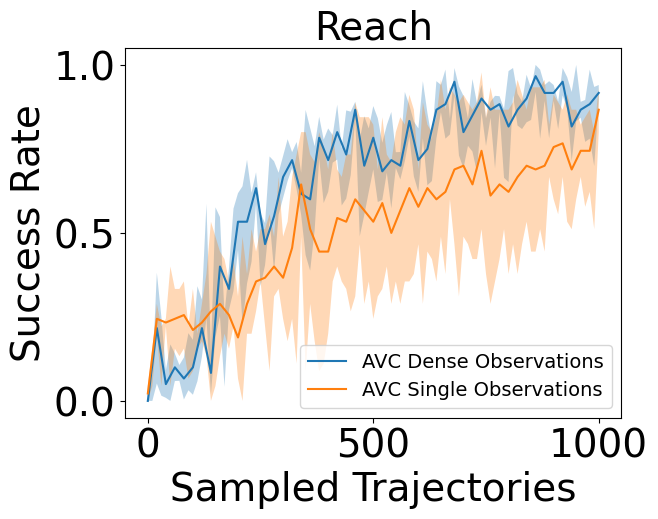 Reach
Success Rate
1.0
0.5
0.0
AVC Dense Observations
AVC Single Observations
0 500 1000
Sampled Trajectories